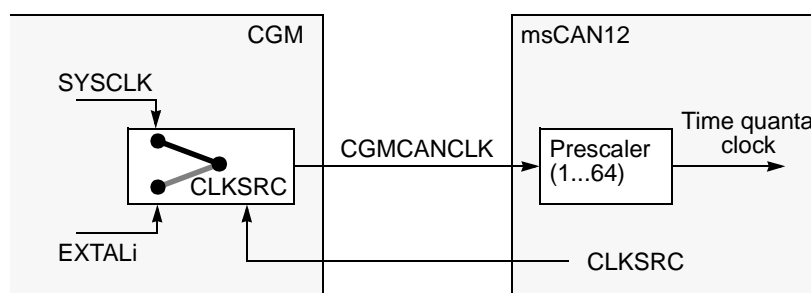 CGM
msCAN12
SYSCLK
CLKSRC
EXTALi
CGMCANCLK
Prescaler
(1...64)
Time quanta
clock
CLKSRC